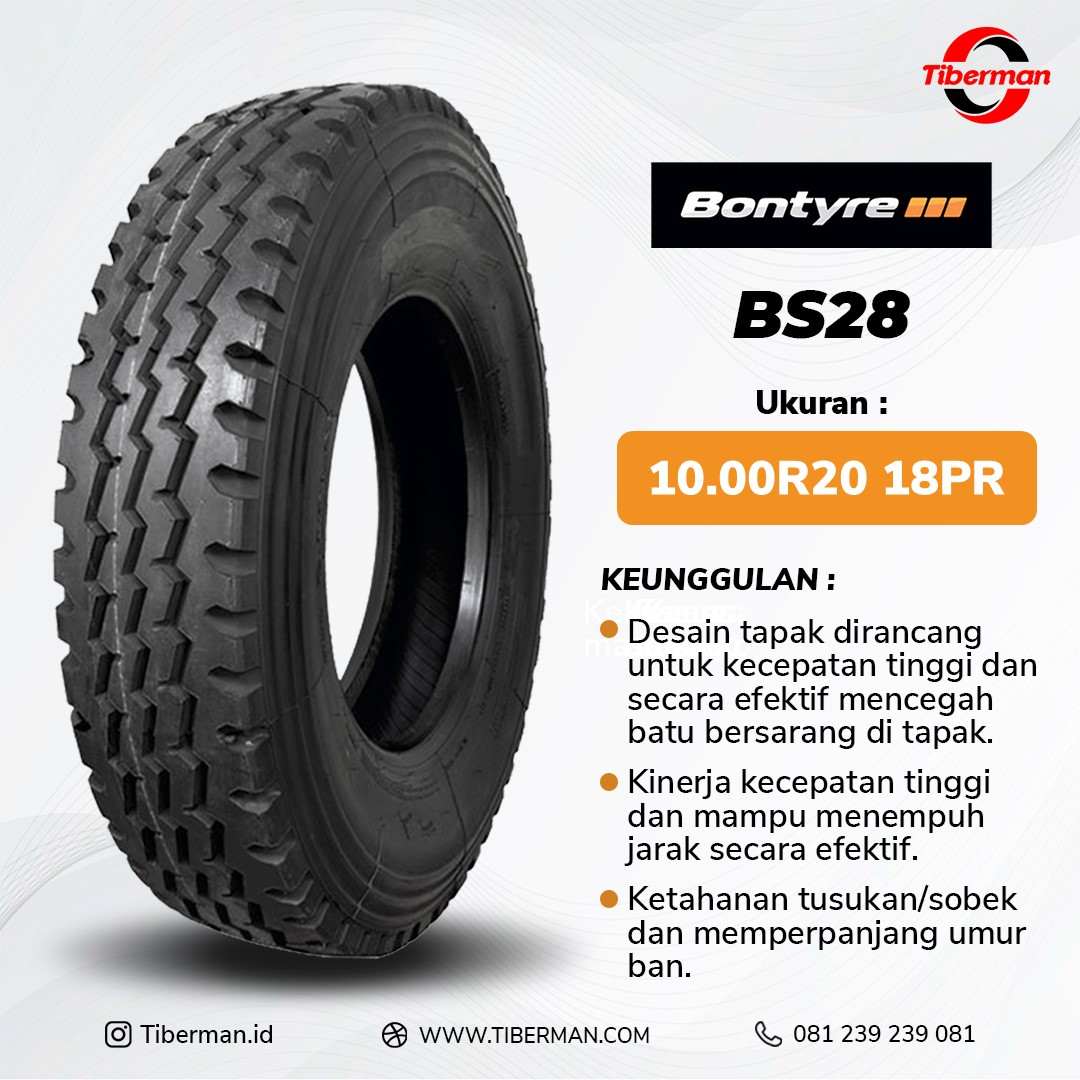 Tiberman
Bontyre
BS28
Ukuran :
10.00R20 18PR
KEUNGGULAN :
Desain tapak dirancang
untuk kecepatan tinggi dan
secara efektif mencegah
batu bersarang di tapak.
Kinerja kecepatan tinggi
dan mampu menempuh
jarak secara efektif.
Ketahanan tusukan/sobek
dan memperpanjang umur
ban.
Tiberman.id
WWW.TIBERMAN.COM
081 239 239 081